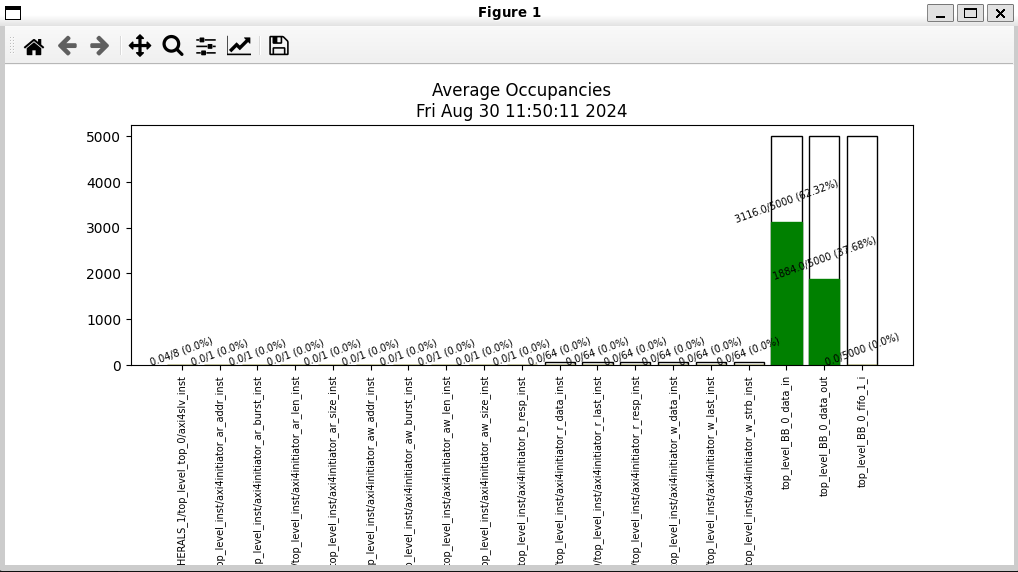 Figure 1
Average Occupancies
Fri Aug 30 11:50:11 2024
5000
4000
3000
2000
1000
0
0.04/8 (0.0%)
0.0/1 (0.0%)
0.0/1 (0.0%)
0.0/1 (0.0%)
0.0/1 (0.0%)
0.0/1 (0.0%)
0.0/1 (0.0%)
0.0/1 (0.0%)
0.0/1 (0.0%)
0.0/1 (0.0%)
0.0/64 (0.0%)
0.0/64 (0.0%)
0.0/64 (0.0%)
0.0/64 (0.0%)
0.0/64 (0.0%)
0.0/64 (0.0%)
3116.0/5000 (62.32%)
1884.0/5000 (37.68%)
0.0/5000 (0.0%)
HERALS_1/top_level_top_0/axi4slv_inst
op_level_inst/axi4initiator_ar_addr_inst
p_level_inst/axi4initiator_ar_burst_inst
/top_level_inst/axi4initiator_ar_len_inst
op_level_inst/axi4initiator_ar_size_inst
p_level_inst/axi4initiator_aw_addr_inst
_level_inst/axi4initiator_aw_burst_inst
op_level_inst/axi4initiator_aw_len_inst
op_level_inst/axi4initiator_aw_size_inst
top_level_inst/axi4initiator_b_resp_inst
/top_level_inst/axi4initiator_r_data_inst
/top_level_inst/axi4initiator_r_last_inst
/top_level_inst/axi4initiator_r_resp_inst
top_level_inst/axi4initiator_w_data_inst
top_level_inst/axi4initiator_w_last_inst
top_level_inst/axi4initiator_w_strb_inst
top_level_BB_0_data_in
top_level_BB_0_data_out
top_level_BB_0_fifo_1_i